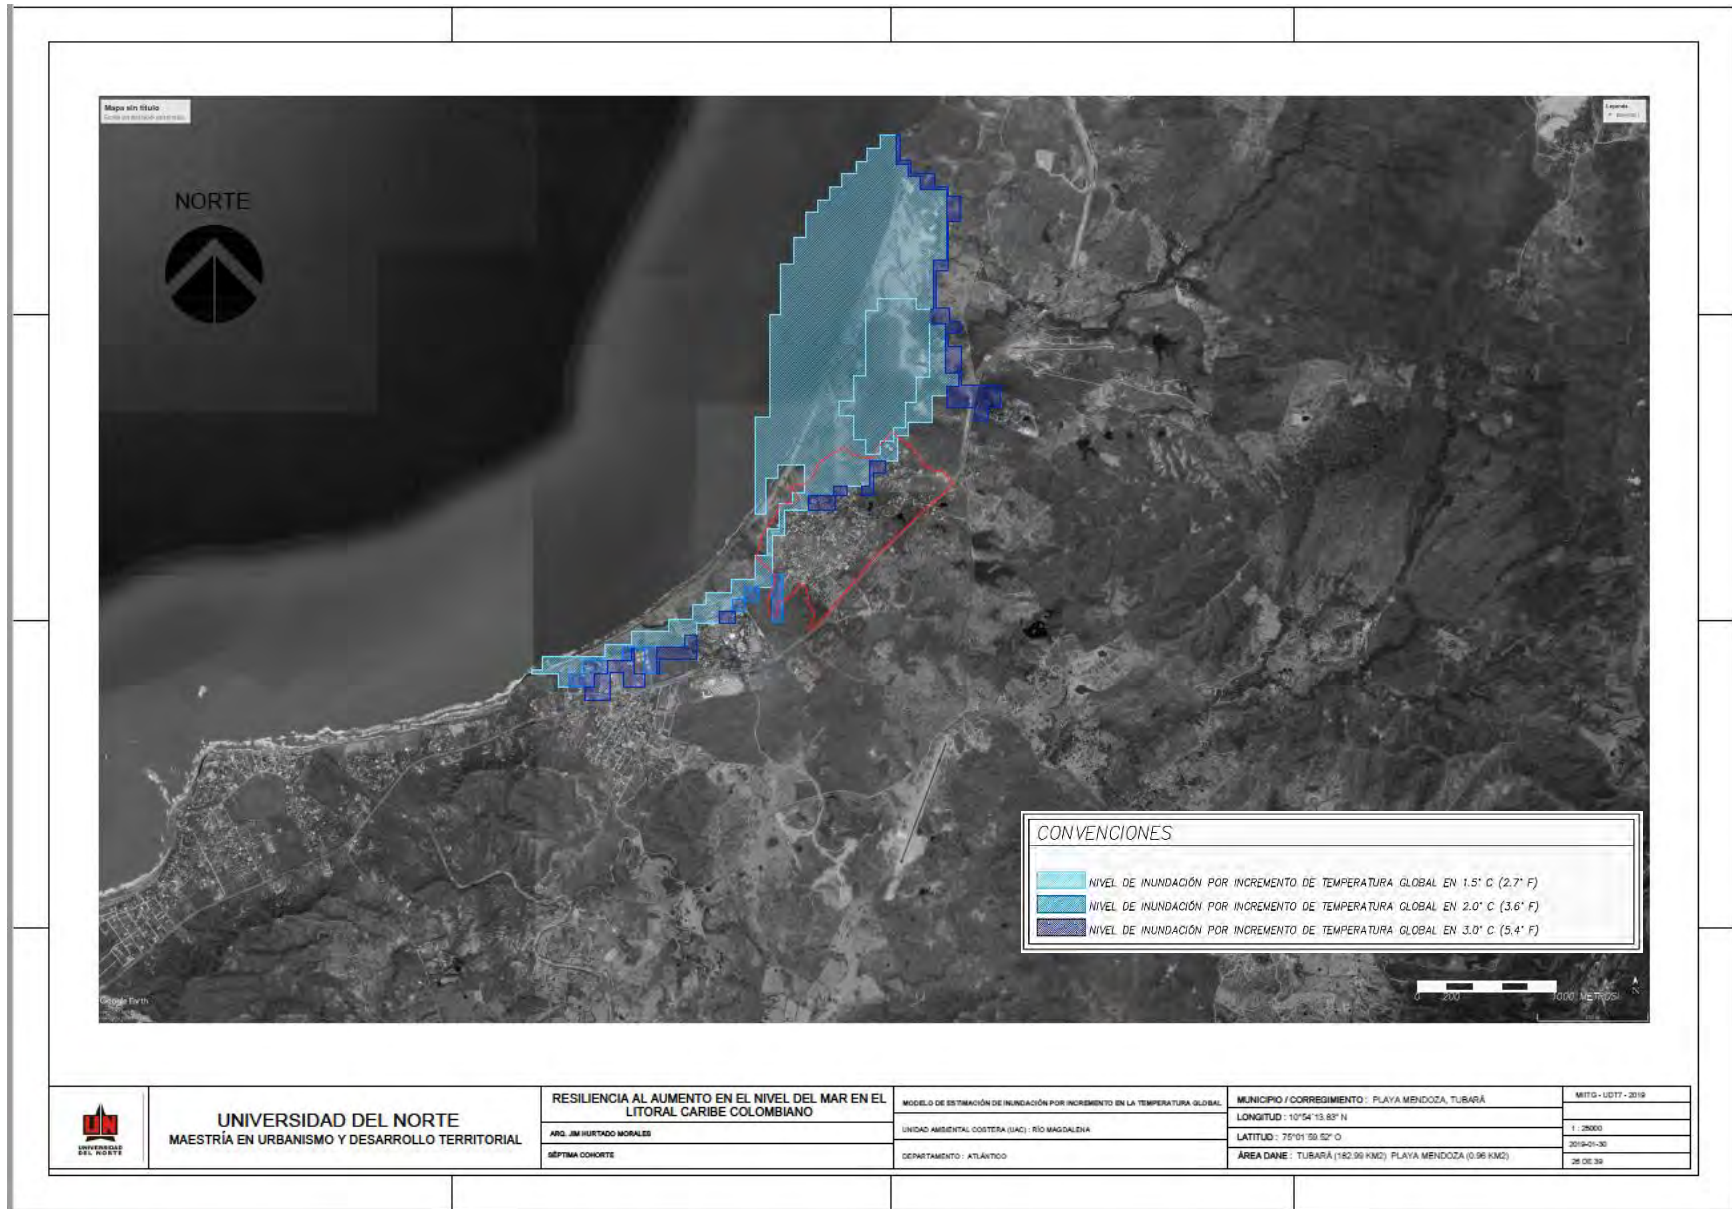 Mapa sin título
Leyenda
NORTE
CONVENCIONES
NIVEL DE INUNDACIÓN POR INCREMENTO DE TEMPERATURA GLOBAL EN 1.5° C (2.7° F)
NIVEL DE INUNDACIÓN POR INCREMENTO DE TEMPERATURA GLOBAL EN 2.0° C (3.6° F)
NIVEL DE INUNDACIÓN POR INCREMENTO DE TEMPERATURA GLOBAL EN 3.0° C (5.4° F)
Google Earth
0 200 1000 METROS
N
UN
UNIVERSIDAD
DEL NORTE
UNIVERSIDAD DEL NORTE
MAESTRÍA EN URBANISMO Y DESARROLLO TERRITORIAL
RESILIENCIA AL AUMENTO EN EL NIVEL DEL MAR EN EL
LITORAL CARIBE COLOMBIANO
ARQ. JIM HURTADO MORALES
SÉPTIMA COHORTE
MODELO DE ESTIMACIÓN DE INUNDACIÓN POR INCREMENTO EN LA TEMPERATURA GLOBAL
UNIDAD AMBIENTAL COSTERA (UAC) : RÍO MAGDALENA
DEPARTAMENTO : ATLÁNTICO
MUNICIPIO / CORREGIMIENTO : PLAYA MENDOZA, TUBARÁ
LONGITUD : 10°54'13.83" N
LATITUD : 75°01'59.52" O
ÁREA DANE : TUBARÁ (182.99 KM2) PLAYA MENDOZA (0.96 KM2)
MIITG - UDT7 - 2019
1 : 25000
2019-01-30